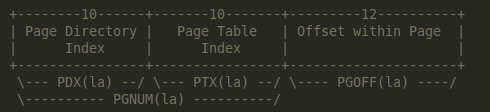 +--------10------+-------10-------+---------12----------+
| Page Directory |   Page Table   | Offset within Page  |
|      Index     |      Index     |                     |
+----------------+----------------+---------------------+
 \--- PDX(la) --/ \--- PTX(la) --/ \---- PGOFF(la) ----/
 \---------- PGNUM(la) ----------/